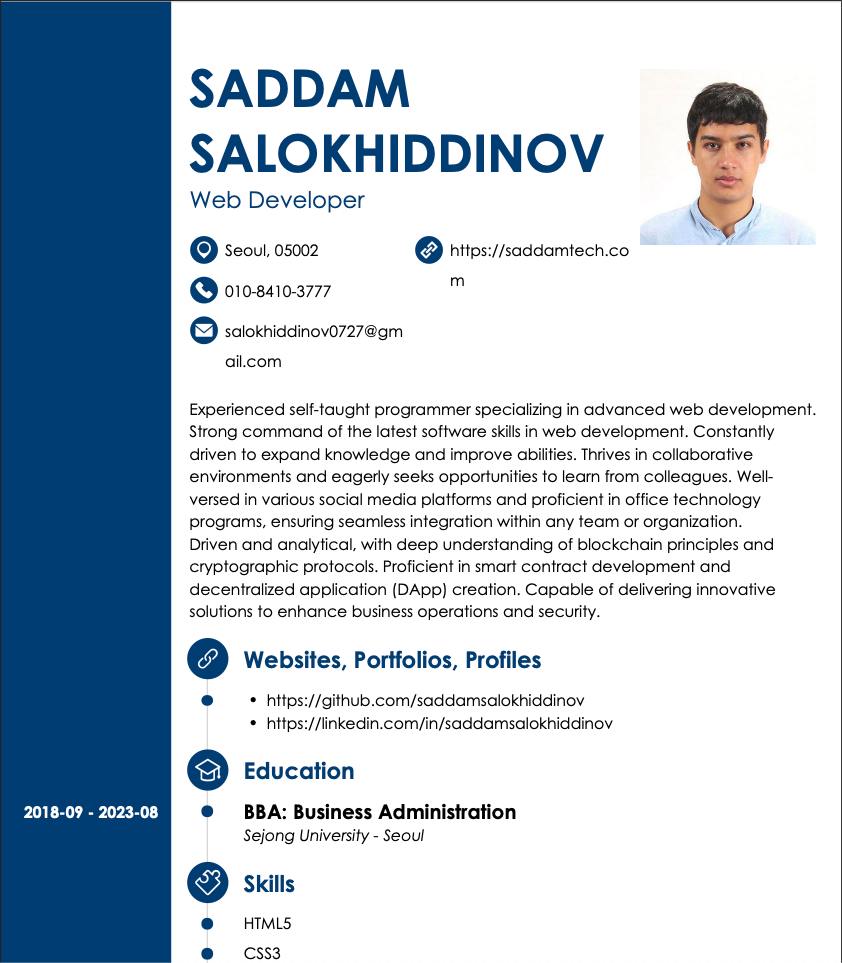 SADDAM
SALOKHIDDINOV
Web Developer
Seoul, 05002
https://saddamtech.co
m
010-8410-3777
salokhiddinov0727@gm
ail.com
Experienced self-taught programmer specializing in advanced web development.
Strong command of the latest software skills in web development. Constantly
driven to expand knowledge and improve abilities. Thrives in collaborative
environments and eagerly seeks opportunities to learn from colleagues. Well-
versed in various social media platforms and proficient in office technology
programs, ensuring seamless integration within any team or organization.
Driven and analytical, with deep understanding of blockchain principles and
cryptographic protocols. Proficient in smart contract development and
decentralized application (DApp) creation. Capable of delivering innovative
solutions to enhance business operations and security.
Websites, Portfolios, Profiles
• https://github.com/saddamsalokhiddinov
• https://linkedin.com/in/saddamsalokhiddinov
Education
2018-09 - 2023-08
BBA: Business Administration
Sejong University - Seoul
Skills
HTML5
CSS3